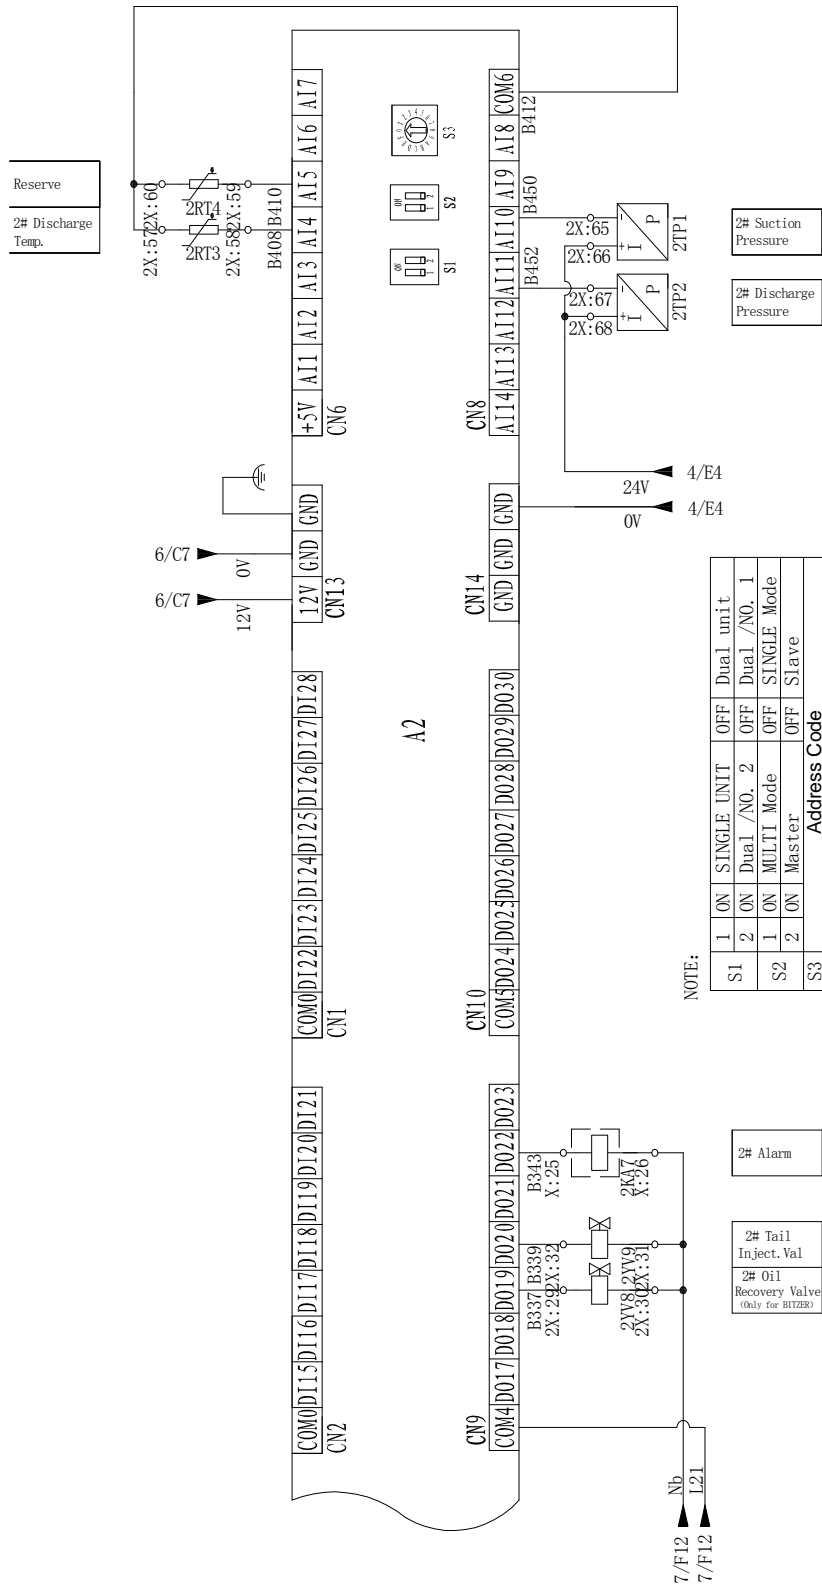 Reserve
2# Discharge
Temp.
2X:57
2X:60
2RT4
2RT3
2X:58
2X:59
B408
B410
AI7
AI6
AI5
AI4
AI3
AI2
AI1
+5V
CN6
S3
ON
1 2
S2
ON
1 2
S1
COM6
AI8
AI9
AI10
AI11
AI12
AI13
AI14
CN8
B412
B450
B452
2X:65
2X:66
2X:67
2X:68
- P
+ I
2TP1
- P
+ I
2TP2
2# Suction
Pressure
2# Discharge
Pressure
24V
4/E4
0V
4/E4
6/C7
0V
6/C7
12V
GND
GND
12V
CN13
GND
GND
GND
CN14
A2
DI28
DI27
DI26
DI25
DI24
DI23
DI22
COM0
CN1
DO30
DO29
DO28
DO27
DO26
DO25
DO24
COM5
CN10
NOTE:
S1 1 ON SINGLE UNIT OFF Dual unit
2 ON Dual /NO. 2 OFF Dual /NO. 1
S2 1 ON MULTI Mode OFF SINGLE Mode
2 ON Master OFF Slave
S3 Address Code
DI21
DI20
DI19
DI18
DI17
DI16
DI15
COM0
CN2
DO23
DO22
DO21
DO20
DO19
DO18
DO17
COM4
CN9
B343
X:25
2KA7
X:26
B339
2X:32
2YV9
2X:31
B337
2X:29
2YV8
2X:30
2# Alarm
2# Tail
Inject.Val
2# Oil
Recovery Valve
(Only for BITZER)
Nb
L21
7/F12
7/F12